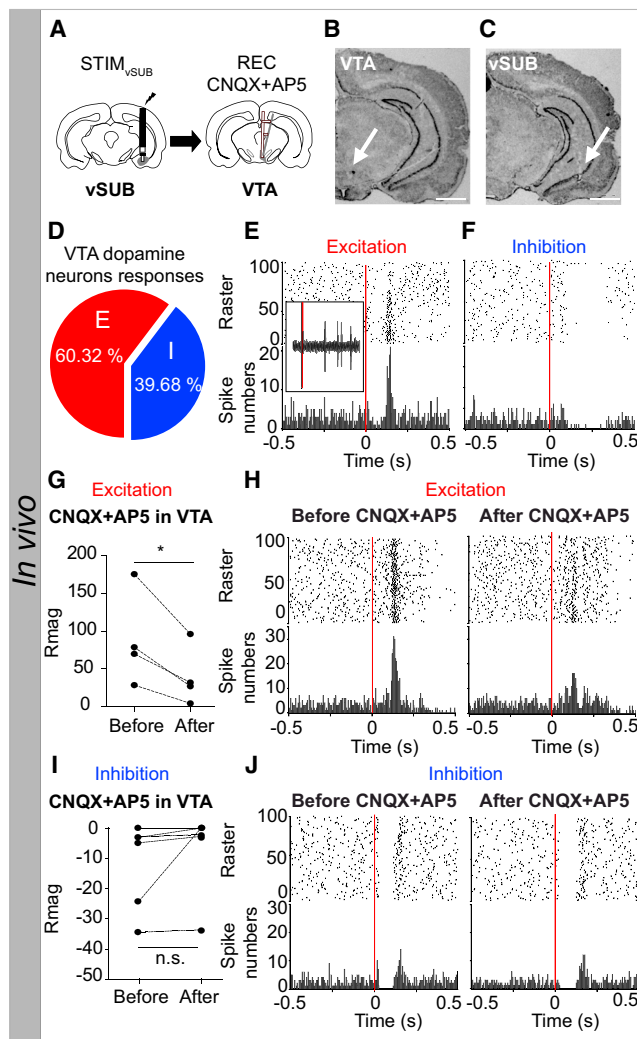 In vivo
A
STIMvSUB
REC
CNQX+AP5
vSUB
VTA
B
VTA
C
vSUB
D
VTA dopamine
neurons responses
E
60.32 %
I
39.68 %
E
Excitation
Raster
100
50
0
Spike
numbers
20
10
0
-0.5
0
0.5
Time (s)
F
Inhibition
-0.5
0
0.5
Time (s)
G
Excitation
CNQX+AP5 in VTA
Rmag
200
150
100
50
0
*
Before
After
H
Excitation
Before CNQX+AP5
After CNQX+AP5
Raster
100
50
0
Spike
numbers
30
20
10
0
-0.5
0
0.5
Time (s)
-0.5
0
0.5
Time (s)
I
Inhibition
CNQX+AP5 in VTA
Rmag
0
-10
-20
-30
-40
-50
n.s.
Before
After
J
Inhibition
Before CNQX+AP5
After CNQX+AP5
Raster
100
50
0
Spike
numbers
30
20
10
0
-0.5
0
0.5
Time (s)
-0.5
0
0.5
Time (s)